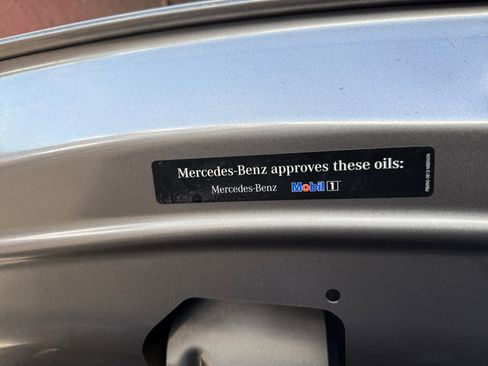 Mercedes-Benz approves these oils:
Mercedes-Benz Mobil 1